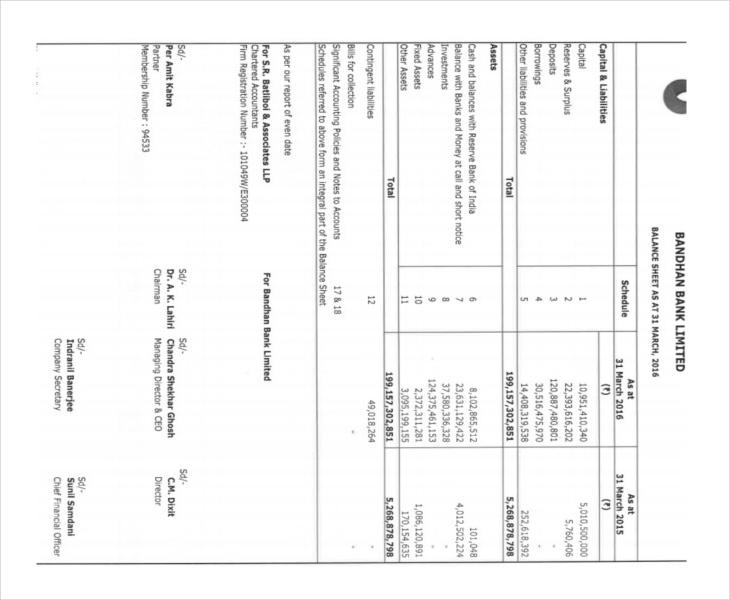 BANDHAN BANK LIMITED
BALANCE SHEET AS AT 31 MARCH, 2016
Schedule As at 31 March 2016 (₹) As at 31 March 2015 (₹)
Capital & Liabilities
Capital 1 10,951,410,340 5,010,500,000
Reserves & Surplus 2 22,393,616,202 5,760,406
Deposits 3 120,887,480,801 -
Borrowings 4 30,516,475,970 -
Other liabilities and provisions 5 14,408,319,538 252,618,392
Total 199,157,302,851 5,268,878,798
Assets
Cash and balances with Reserve Bank of India 6 8,102,865,512 101,048
Balance with Banks and Money at call and short notice 7 23,631,129,422 4,012,502,224
Investments 8 37,580,336,328 -
Advances 9 124,375,461,153 -
Fixed Assets 10 2,372,311,281 1,086,120,891
Other Assets 11 3,095,199,155 170,154,635
Total 199,157,302,851 5,268,878,798
Contingent liabilities 12 49,018,264 -
Bills for collection - -
Significant Accounting Policies and Notes to Accounts 17 & 18
Schedules referred to above form an integral part of the Balance Sheet
As per our report of even date
For S.R. Batliboi & Associates LLP For Bandhan Bank Limited
Chartered Accountants
Firm Registration Number :- 101049W/E300004
Sd/- Sd/- Sd/- Sd/-
Per Amit Kabra Dr. A. K. Lahiri Chandra Shekhar Ghosh C.M. Dixit
Partner Chairman Managing Director & CEO Director
Membership Number : 94533
Sd/- Sd/-
Indranil Banerjee Sunil Samdani
Company Secretary Chief Financial Officer